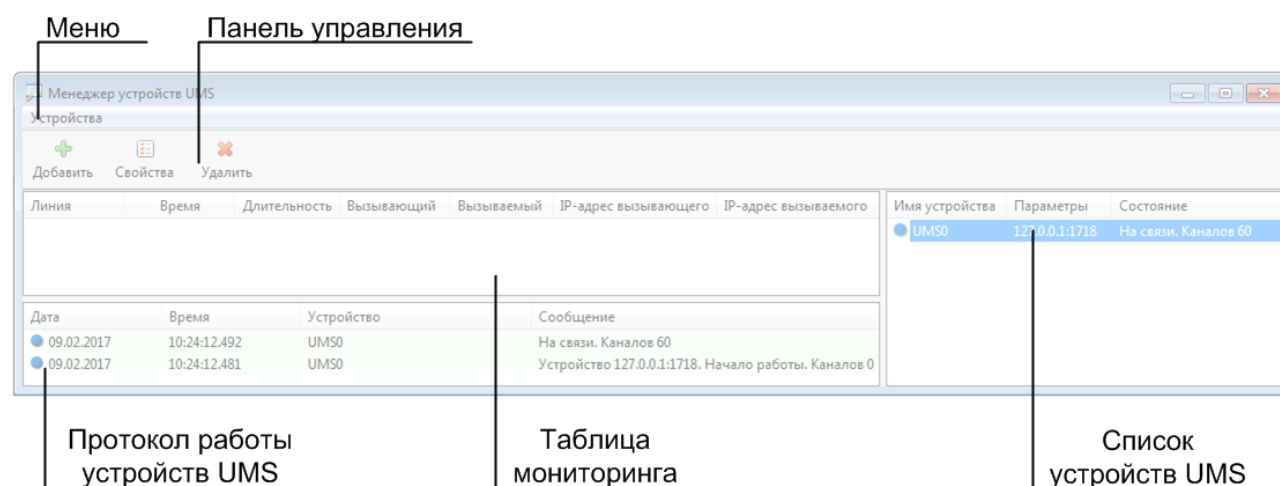 Меню Панель управления
Менеджер устройств UMS
Устройства
Добавить Свойства Удалить
Линия Время Длительность Вызывающий Вызываемый IP-адрес вызывающего IP-адрес вызываемого
Имя устройства Параметры Состояние
UMS0 127.0.0.1:1718 На связи. Каналов 60
Дата Время Устройство Сообщение
09.02.2017 10:24:12.492 UMS0 На связи. Каналов 60
09.02.2017 10:24:12.481 UMS0 Устройство 127.0.0.1:1718. Начало работы. Каналов 0
Протокол работы
устройств UMS
Таблица
мониторинга
Список
устройств UMS